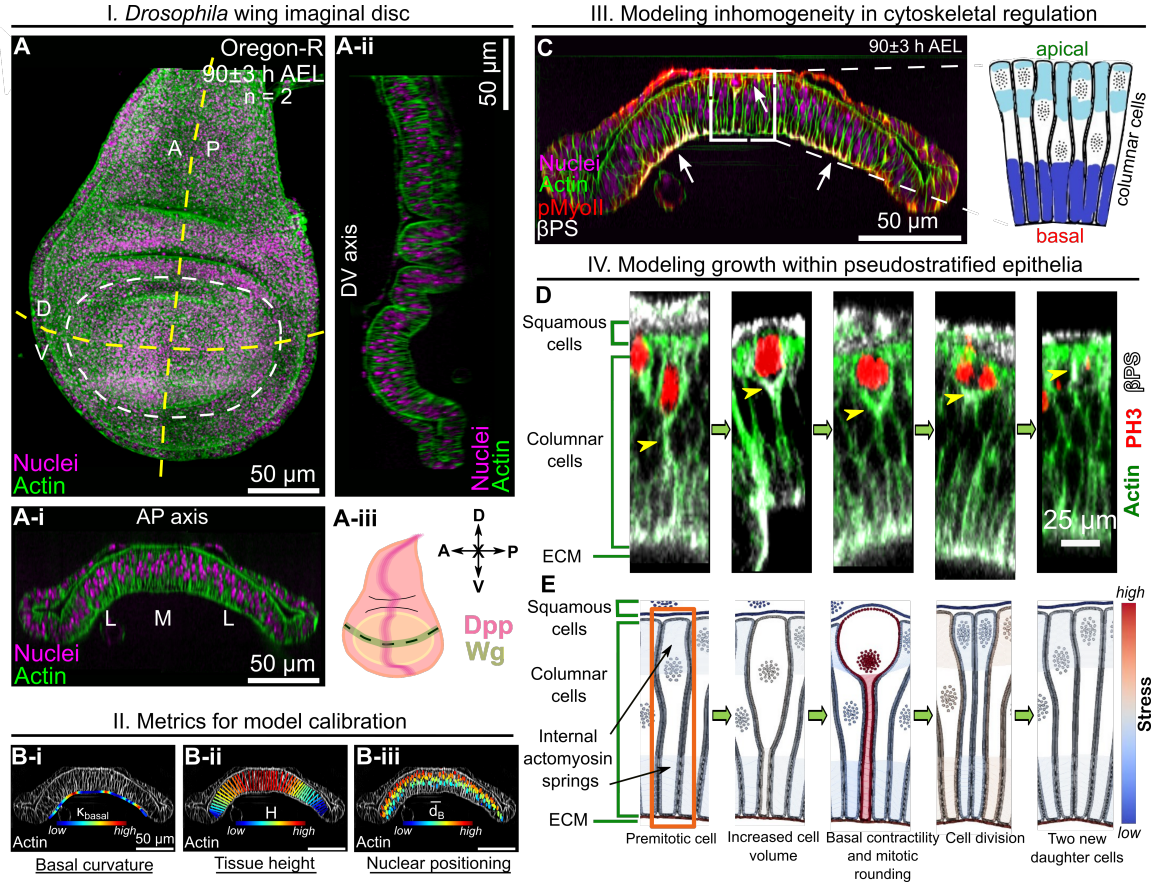 I. Drosophila wing imaginal disc
A
Oregon-R
90±3 h AEL
n = 2
A P
D
V
Nuclei
Actin
50 µm
A-ii
50 µm
DV axis
Nuclei
Actin
A-i
AP axis
L M L
Nuclei
Actin
50 µm
A-iii
D
A P
V
Dpp
Wg
II. Metrics for model calibration
B-i
κbasal
low high
Actin
50 µm
Basal curvature
B-ii
H
low high
Actin
Tissue height
B-iii
d̅B
low high
Actin
Nuclear positioning
III. Modeling inhomogeneity in cytoskeletal regulation
C
90±3 h AEL
Nuclei
Actin
pMyoII
βPS
50 µm
apical
columnar cells
basal
IV. Modeling growth within pseudostratified epithelia
D
Squamous
cells
Columnar
cells
ECM
25 µm
Actin PH3 βPS
E
Squamous
cells
Columnar
cells
Internal
actomyosin
springs
ECM
Premitotic cell
Increased cell
volume
Basal contractility
and mitotic
rounding
Cell division
Two new
daughter cells
high
Stress
low